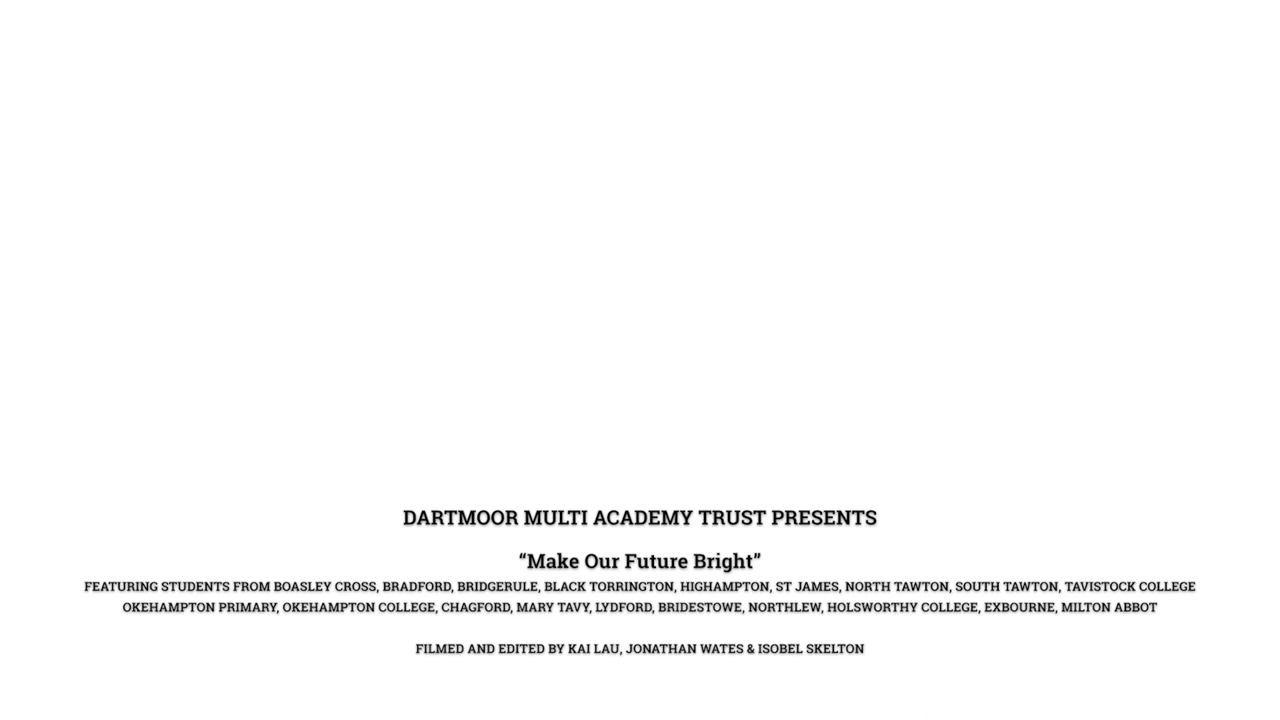 DARTMOOR MULTI ACADEMY TRUST PRESENTS
“Make Our Future Bright”
FEATURING STUDENTS FROM BOASLEY CROSS, BRADFORD, BRIDGERULE, BLACK TORRINGTON, HIGHAMPTON, ST JAMES, NORTH TAWTON, SOUTH TAWTON, TAVISTOCK COLLEGE
OKEHAMPTON PRIMARY, OKEHAMPTON COLLEGE, CHAGFORD, MARY TAVY, LYDFORD, BRIDESTOWE, NORTHLEW, HOLSWORTHY COLLEGE, EXBOURNE, MILTON ABBOT
FILMED AND EDITED BY KAI LAU, JONATHAN WATES & ISOBEL SKELTON